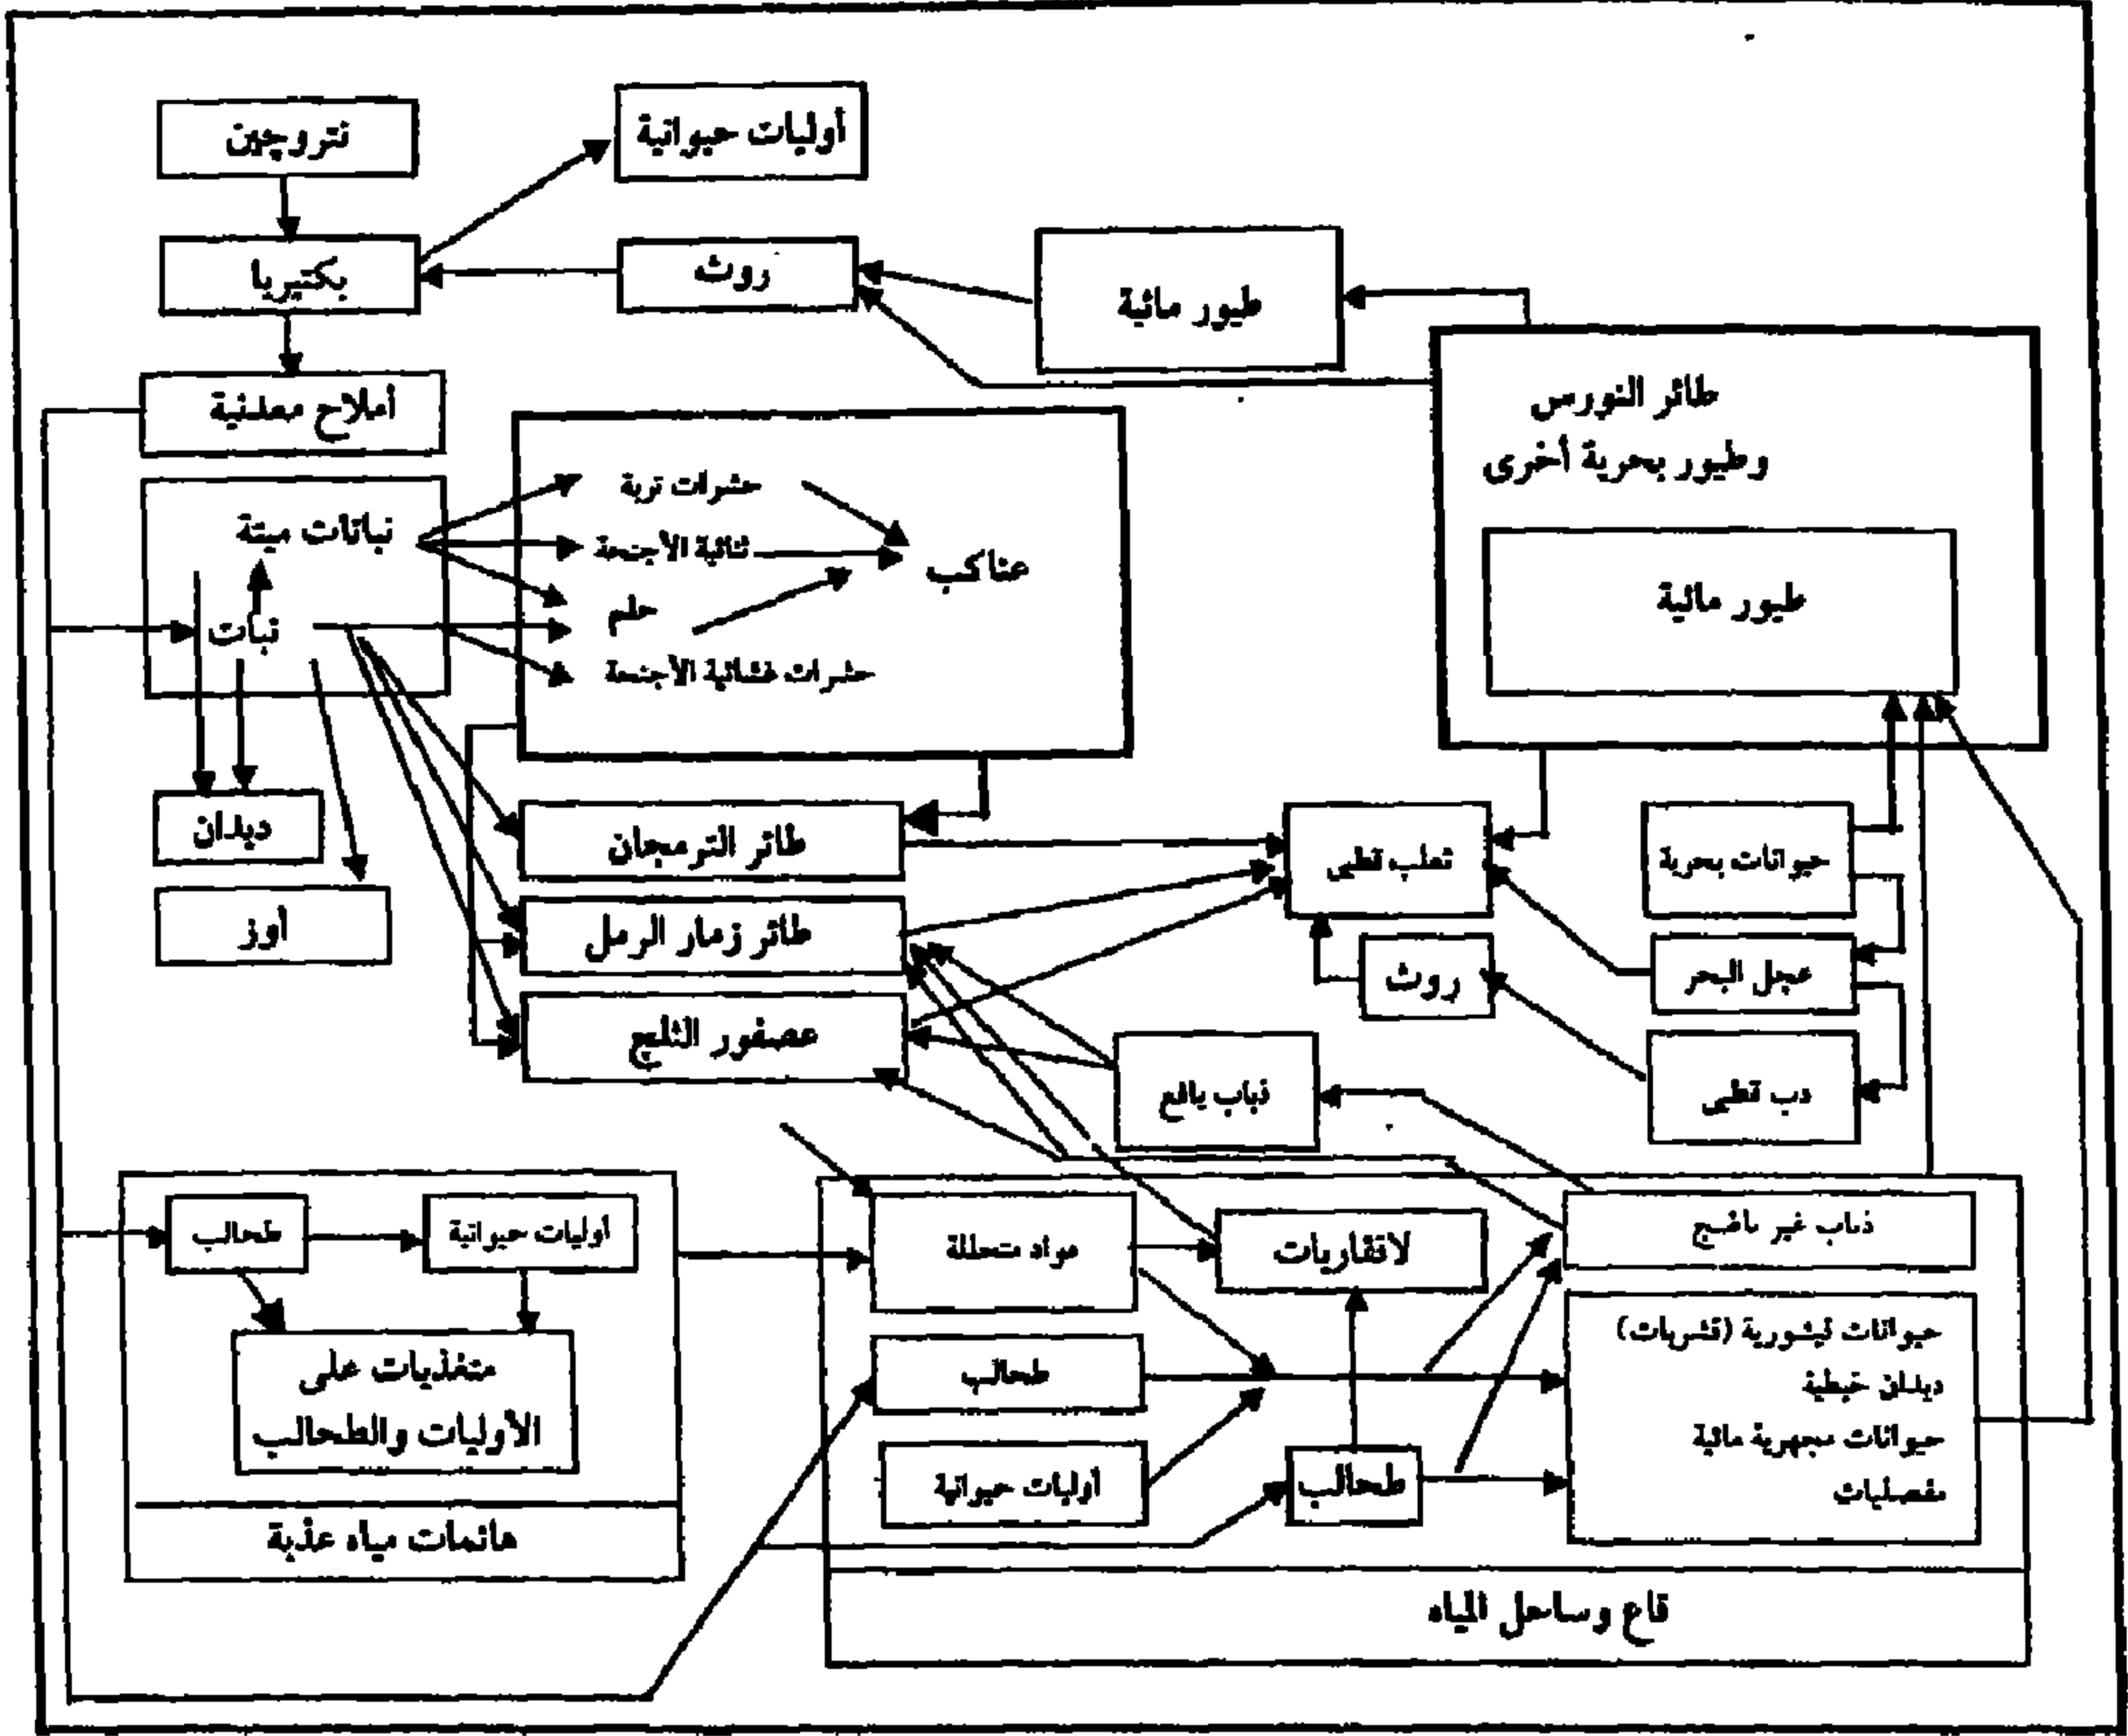 نتروجين
أوليات حيوانية
بكتيريا
روث
طيور مائية
أملاح معدنية
طائر النورس
وطيور بحرية أخرى
طيور مائية
نباتات ميتة
نبات
حشرات تربة
ثنائية الأجنحة
حلم
حشرات غشائية الأجنحة
عناكب
ديدان
أوز
طائر الترمجان
طائر زمار الرمل
عصفور الثلج
ثعلب قطبى
حيوانات بحرية
عجل البحر
روث
دب قطبى
ذباب يافع
طحالب
أوليات حيوانية
متغذيات على
الأوليات والطحالب
هائمات مياه عذبة
مواد متحللة
لافقاريات
ذباب غير ناضج
طحالب
أوليات حيوانية
طحالب
حيوانات قشورية (قشريات)
ديدان خيطية
حيوانات مجهرية مائية
مفصليات
قاع وساحل المياه